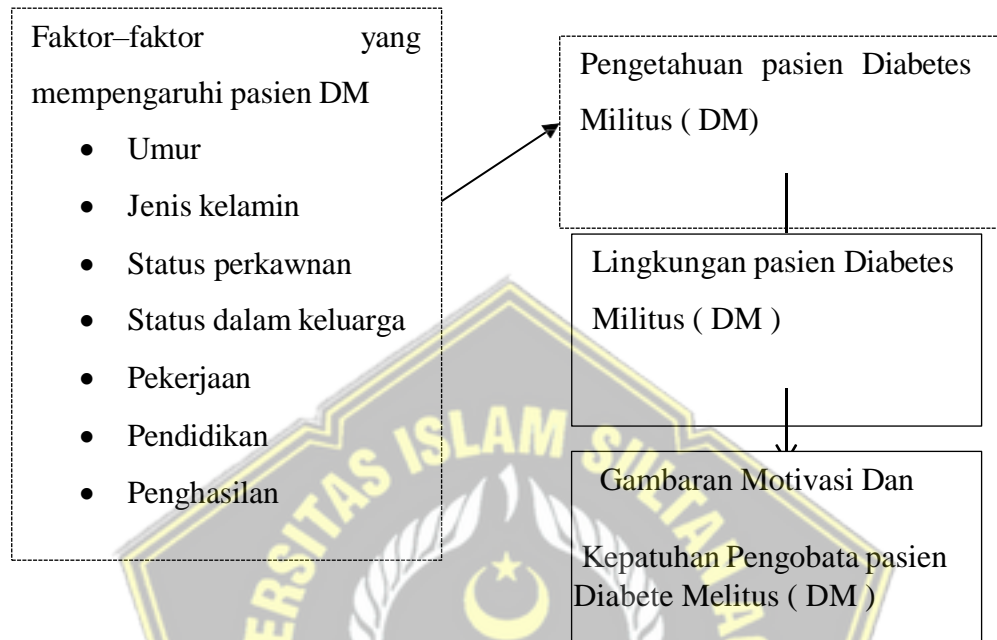 Faktor–faktor yang
mempengaruhi pasien DM
• Umur
• Jenis kelamin
• Status perkawnan
• Status dalam keluarga
• Pekerjaan
• Pendidikan
• Penghasilan
Pengetahuan pasien Diabetes
Militus ( DM)
Lingkungan pasien Diabetes
Militus ( DM )
Gambaran Motivasi Dan
Kepatuhan Pengobata pasien
Diabete Melitus ( DM )
ISLAM